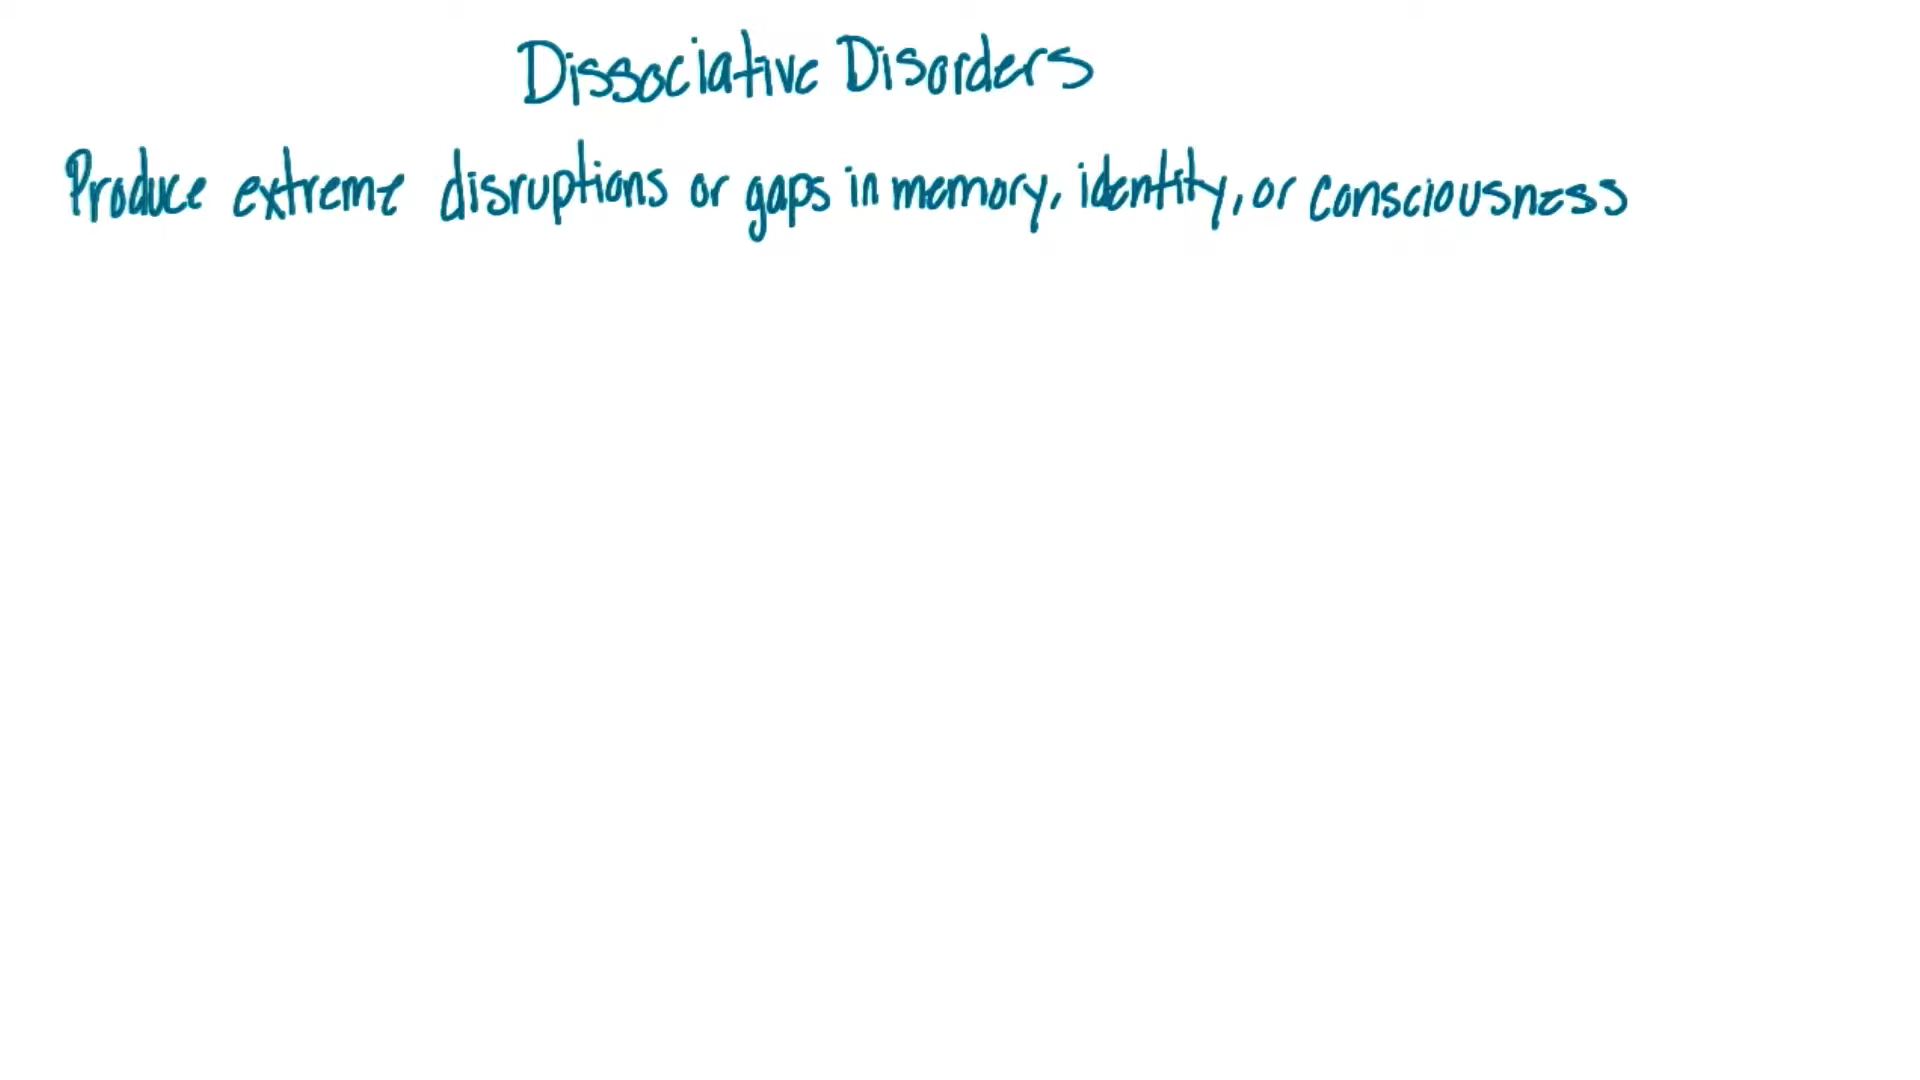 Dissociative Disorders
Produce extreme disruptions or gaps in memory, identity, or consciousness